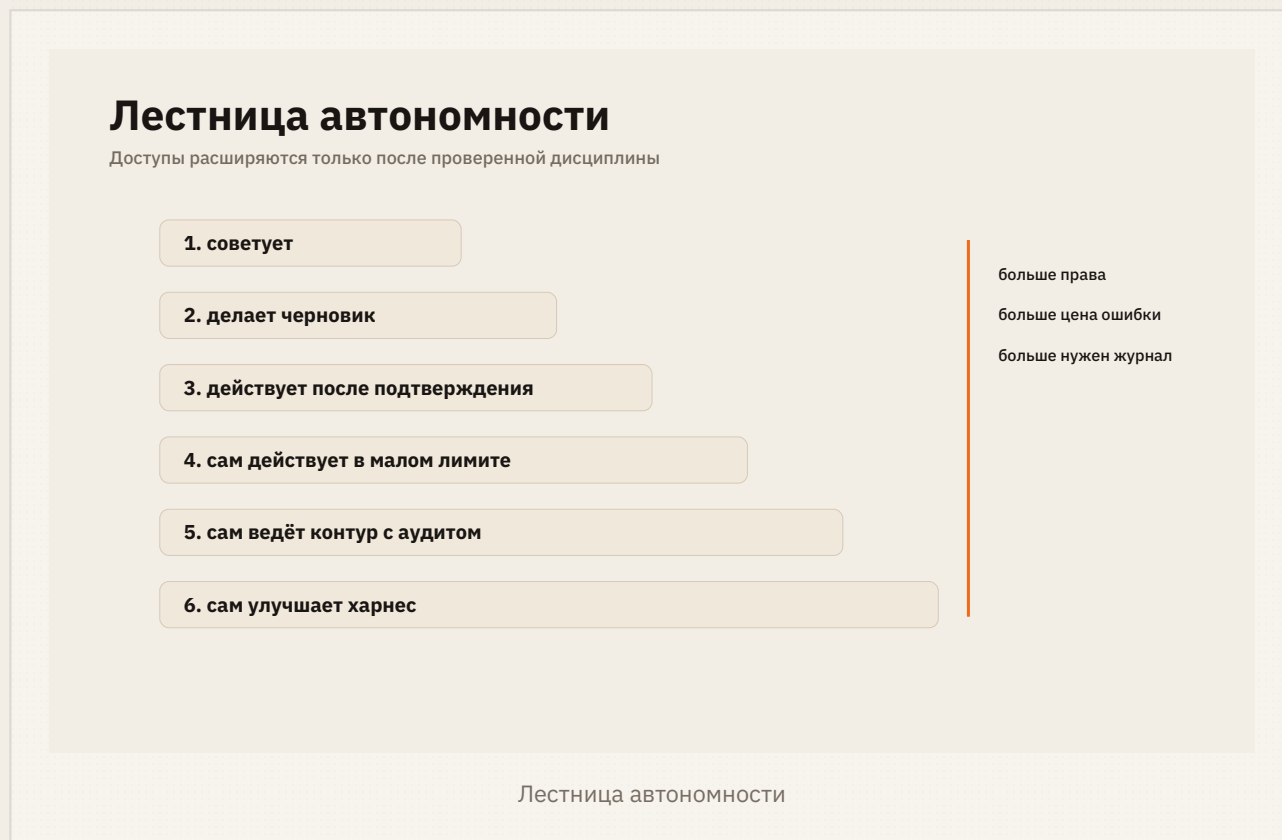 Лестница автономности
Доступы расширяются только после проверенной дисциплины
1. советует
2. делает черновик
3. действует после подтверждения
4. сам действует в малом лимите
5. сам ведёт контур с аудитом
6. сам улучшает харнес
больше права
больше цена ошибки
больше нужен журнал
Лестница автономности